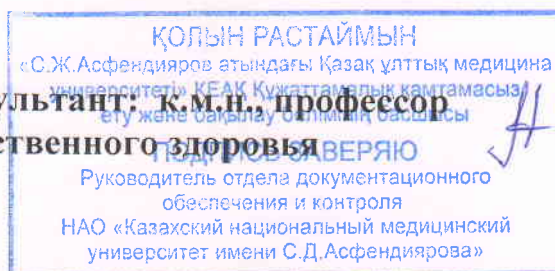 ҚОЛЫН РАСТАЙМЫН
«С.Ж.Асфендияров атындағы Қазақ ұлттық медицина
университеті» КЕАҚ Құжаттамалық қамтамасыз
ультант: к.м.н., профессор
ету және бақылау бөлімінің басшысы
твенного здоровья
ПОДПИСЬ ЗАВЕРЯЮ
Руководитель отдела документационного
обеспечения и контроля
НАО «Казахский национальный медицинский
университет имени С.Д.Асфендиярова»